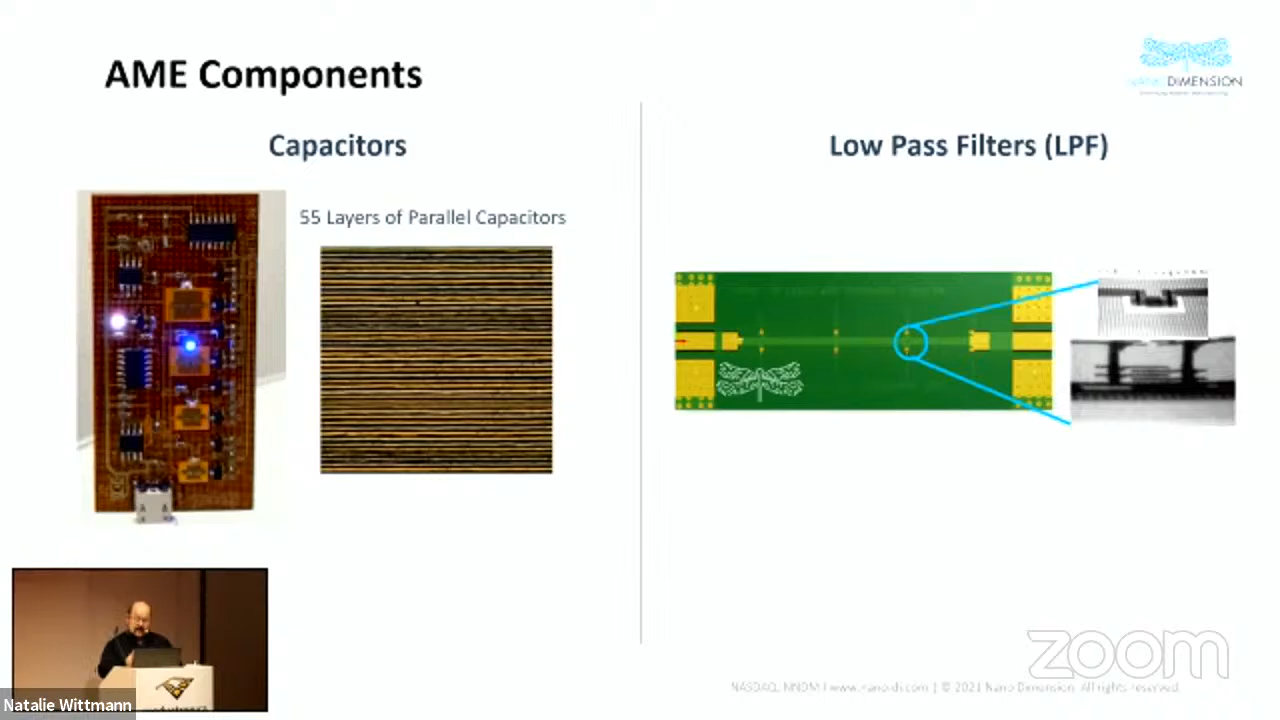 AME Components
NANO DIMENSION
Capacitors
Low Pass Filters (LPF)
55 Layers of Parallel Capacitors
zoom
NASDAQ: NNDM | www.nano-di.com | © 2021 Nano Dimension. All rights reserved.
Natalie Wittmann